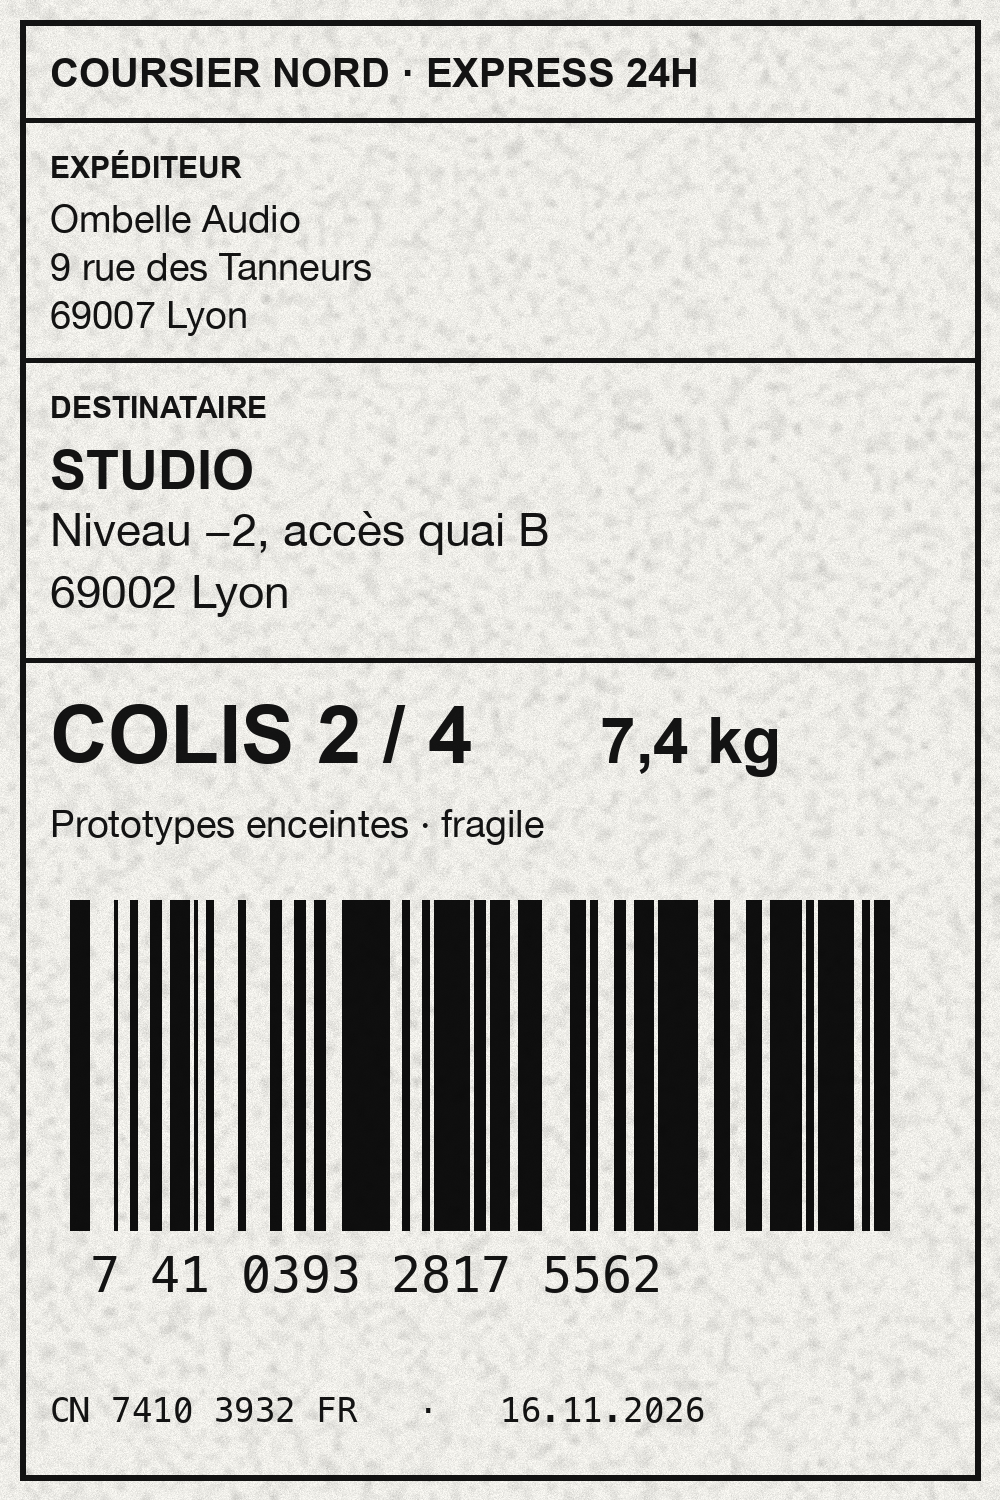 COURSIER NORD · EXPRESS 24H
EXPÉDITEUR
Ombelle Audio
9 rue des Tanneurs
69007 Lyon
DESTINATAIRE
STUDIO
Niveau –2, accès quai B
69002 Lyon
COLIS 2 / 4 7,4 kg
Prototypes enceintes · fragile
7 41 0393 2817 5562
CN 7410 3932 FR · 16.11.2026